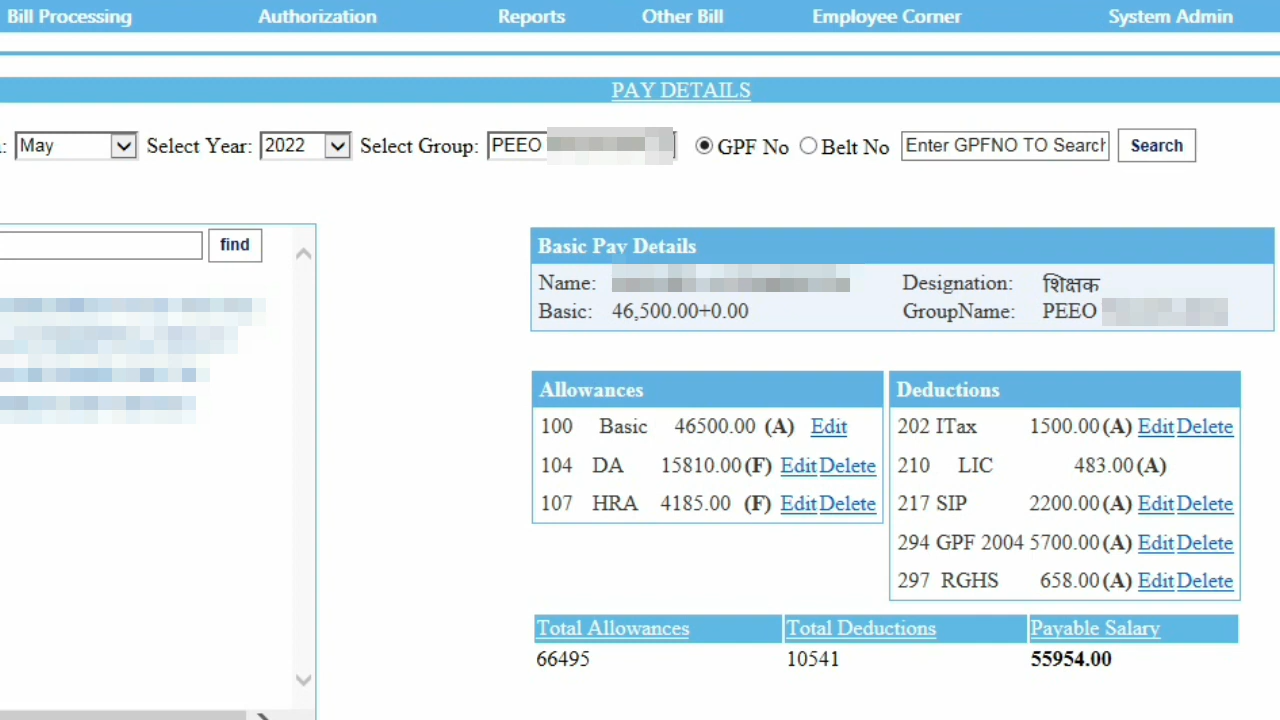 Bill Processing Authorization Reports Other Bill Employee Corner System Admin
PAY DETAILS
: May Select Year: 2022 Select Group: PEEO GPF No Belt No Enter GPFNO TO Search Search
find
Basic Pay Details
Name: Designation: शिक्षक
Basic: 46,500.00+0.00 GroupName: PEEO
Allowances
100 Basic 46500.00 (A) Edit
104 DA 15810.00 (F) Edit Delete
107 HRA 4185.00 (F) Edit Delete
Deductions
202 ITax 1500.00 (A) Edit Delete
210 LIC 483.00 (A)
217 SIP 2200.00 (A) Edit Delete
294 GPF 2004 5700.00 (A) Edit Delete
297 RGHS 658.00 (A) Edit Delete
Total Allowances Total Deductions Payable Salary
66495 10541 55954.00